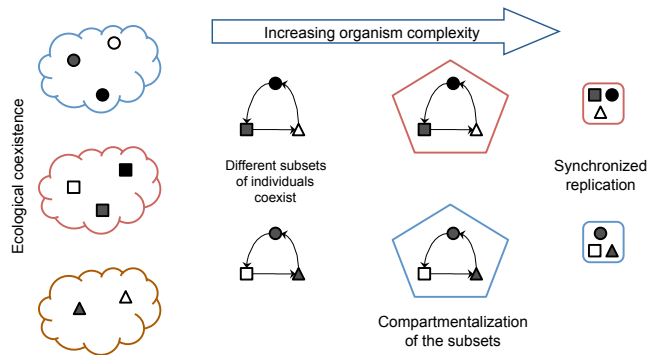 Increasing organism complexity
Ecological coexistence
Different subsets
of individuals
coexist
Synchronized
replication
Compartmentalization
of the subsets